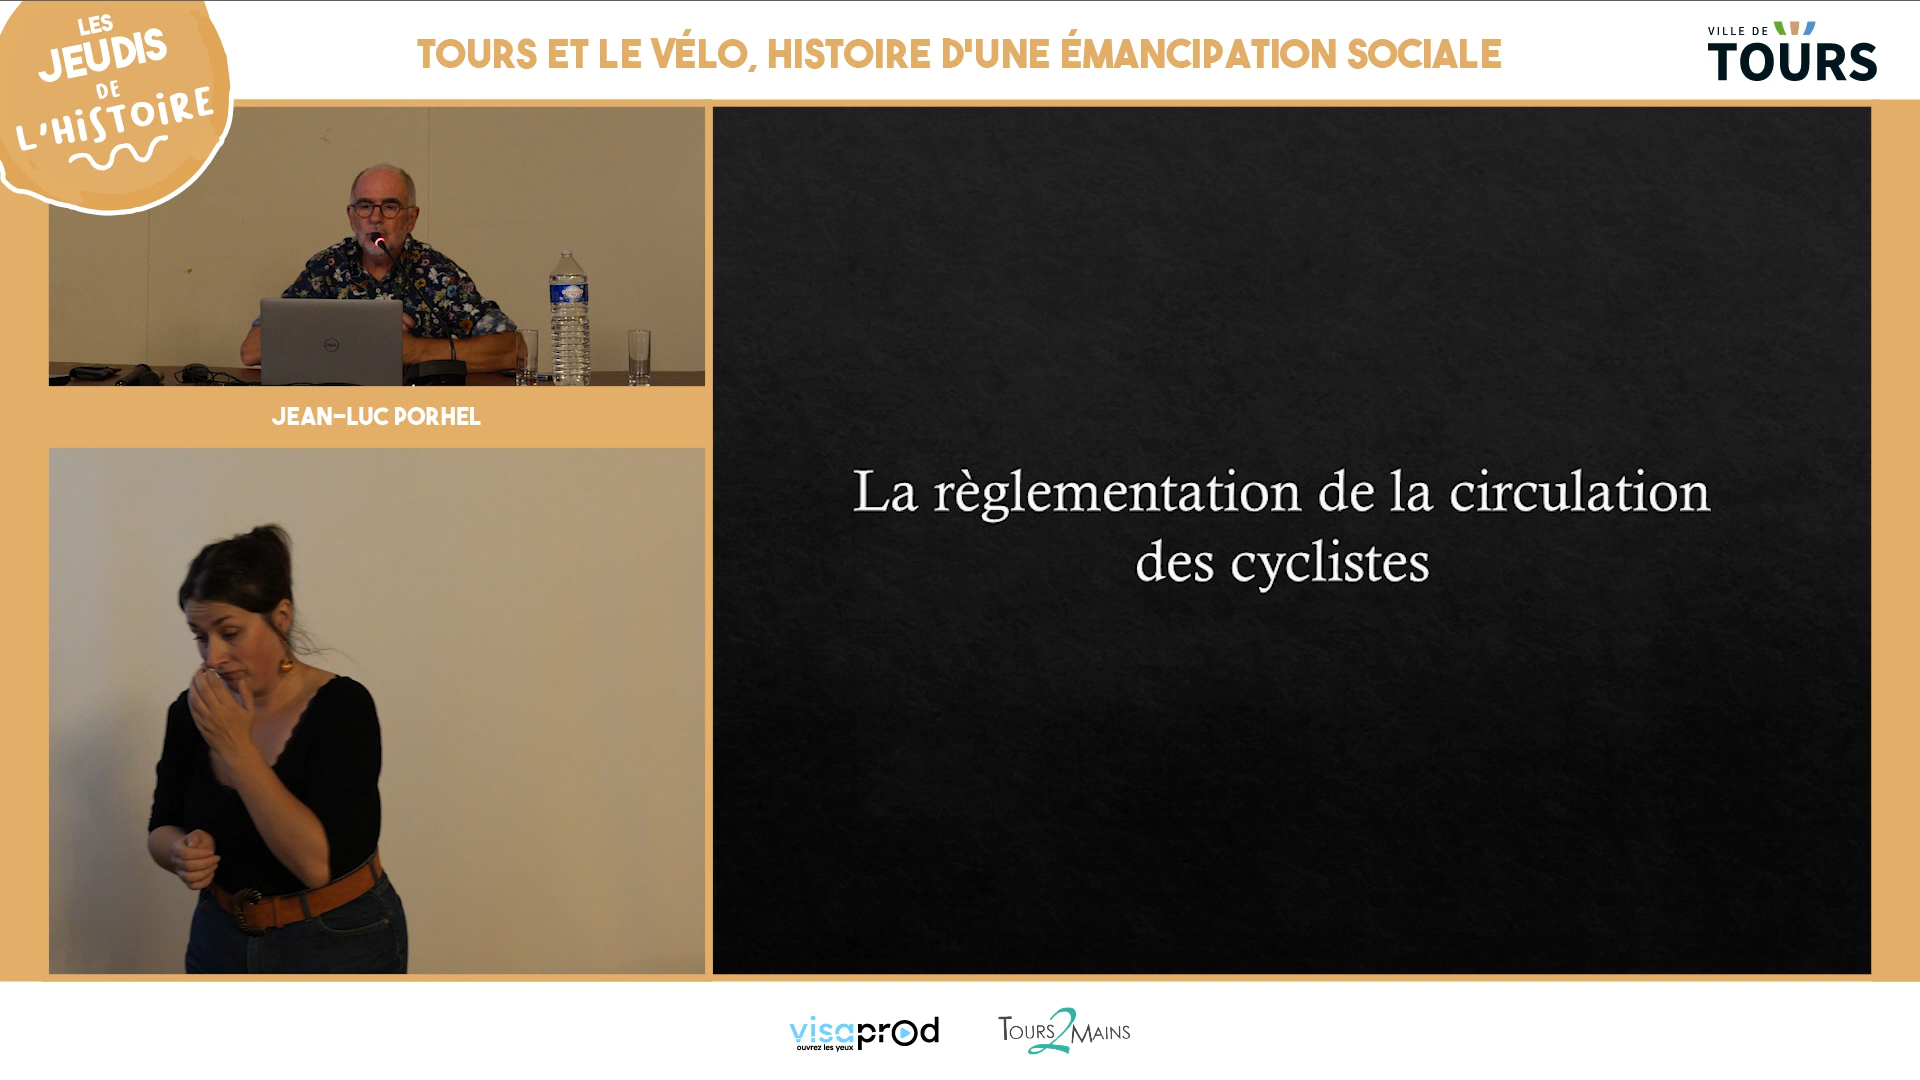 LES
JEUDIS
DE
L'HISTOIRE
TOURS ET LE VÉLO, HISTOIRE D'UNE ÉMANCIPATION SOCIALE
VILLE DE
TOURS
JEAN-LUC PORHEL
La règlementation de la circulation
des cyclistes
visaprod
ouvrez les yeux
TOURS 2 MAINS